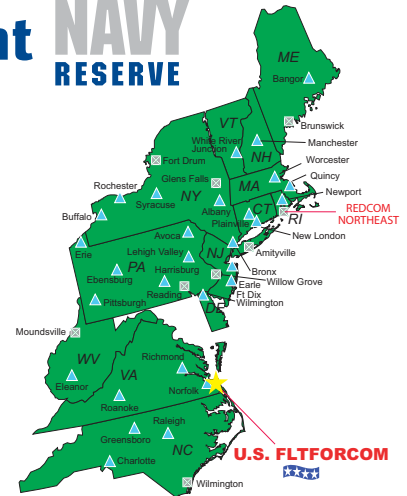 nt NAVY
RESERVE
ME
Bangor
VT
Brunswick
White River
Junction
Manchester
Fort Drum
NH
Worcester
Glens Falls
Quincy
Rochester
NY
MA
Newport
Syracuse
Albany
CT
REDCOM
NORTHEAST
Buffalo
Plainville
RI
Avoca
New London
Erie
Lehigh Valley
NJ
Amityville
PA
Harrisburg
Bronx
Ebensburg
Willow Grove
Reading
Earle
Ft Dix
Pittsburgh
DE
Wilmington
Moundsville
WV
Richmond
VA
Eleanor
Norfolk
Roanoke
Raleigh
Greensboro
NC
U.S. FLTFORCOM
Charlotte
Wilmington